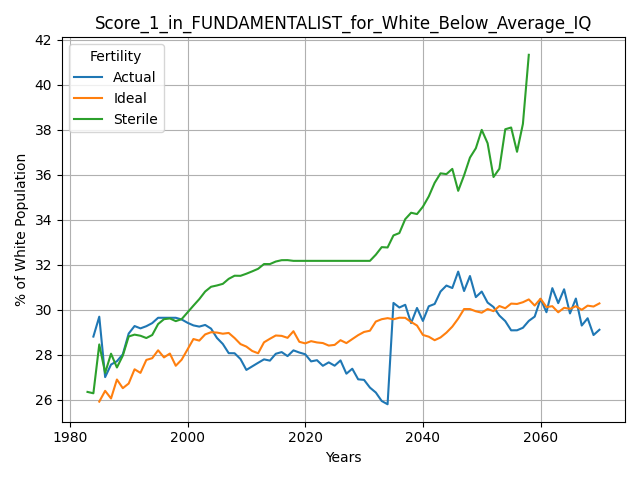 Score_1_in_FUNDAMENTALIST_for_White_Below_Average_IQ
Fertility
Actual
Ideal
Sterile
% of White Population
42
40
38
36
34
32
30
28
26
1980
2000
2020
2040
2060
Years